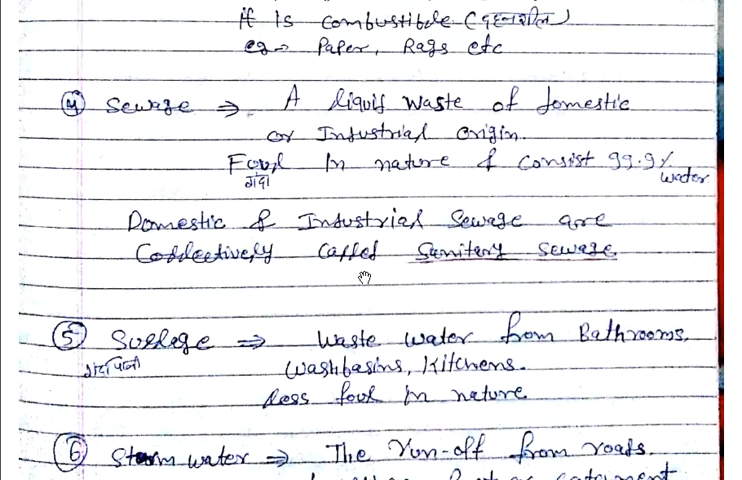 it is combustible (दहनशील)
eg → Paper, Rags etc
④ Sewage ⇒ A liquid waste of domestic
or Industrial origin.
Foul In nature & consist 99.9%
गंदा water
Domestic & Industrial Sewage are
Collectively Called Sanitary Sewage
⑤ Sullage ⇒ Waste water from Bathrooms,
गंदा पानी washbasins, Kitchens.
less foul In nature
⑥ Storm water ⇒ The Run-off from roads.